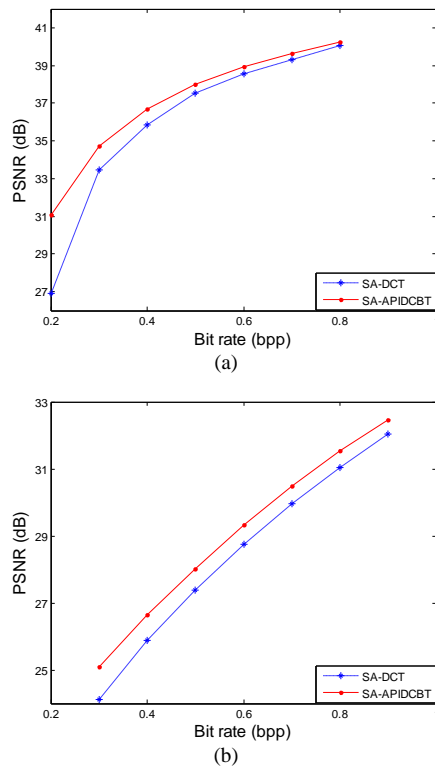 41
39
37
35
33
31
29
27
PSNR (dB)
SA-DCT
SA-APIDCBT
0.2 0.4 0.6 0.8
Bit rate (bpp)
(a)
33
31
29
27
25
PSNR (dB)
SA-DCT
SA-APIDCBT
0.2 0.4 0.6 0.8
Bit rate (bpp)
(b)